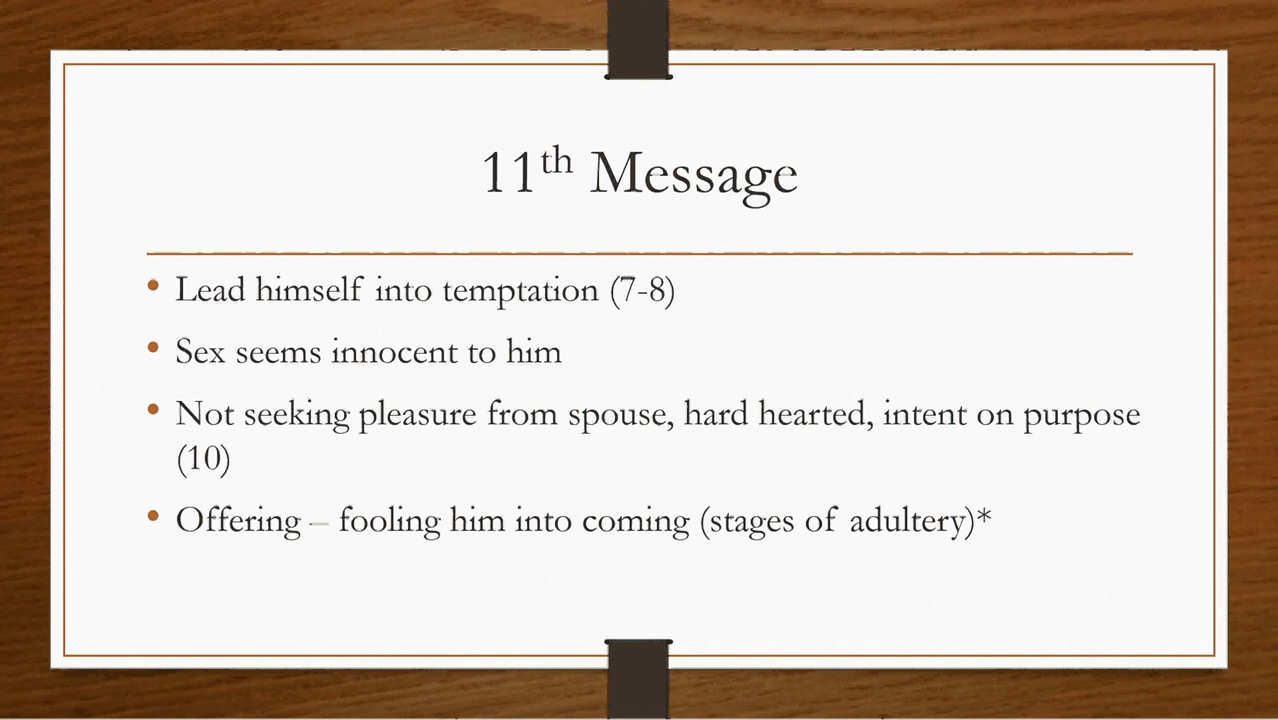 11th Message
• Lead himself into temptation (7-8)
• Sex seems innocent to him
• Not seeking pleasure from spouse, hard hearted, intent on purpose
(10)
• Offering – fooling him into coming (stages of adultery)*